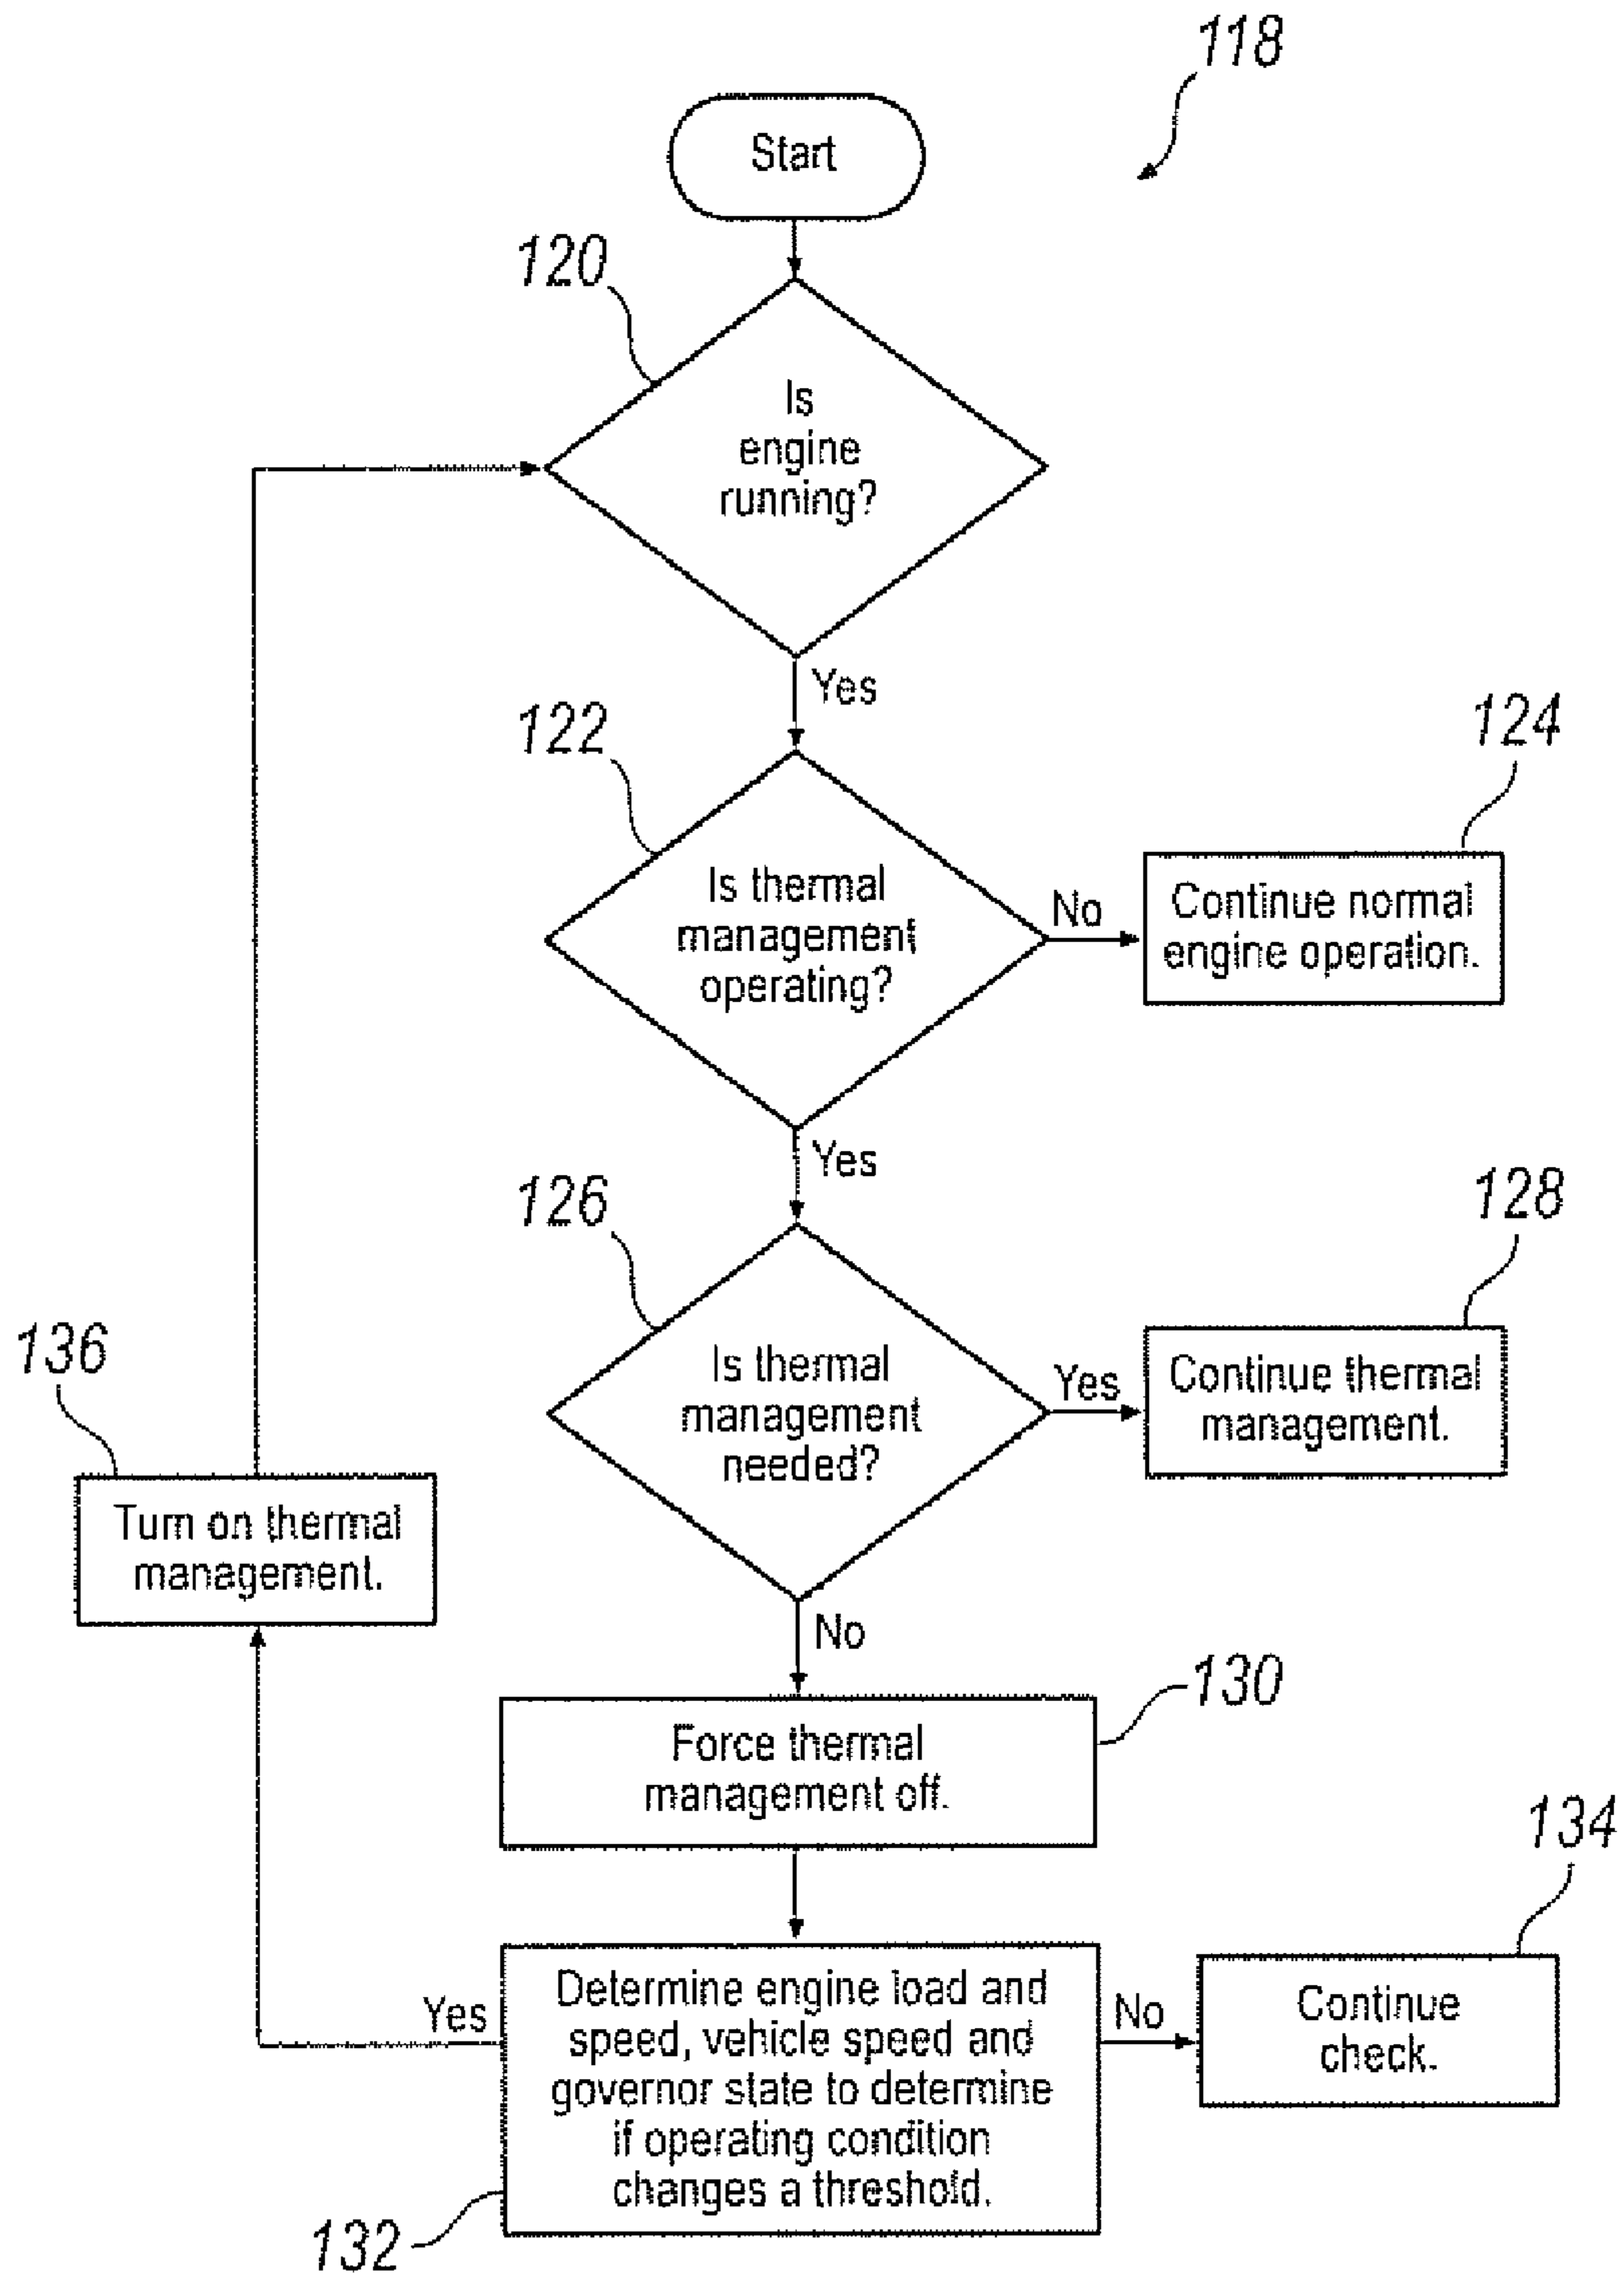 118
Start
120
Is
engine
running?
Yes
122
Is thermal
management
operating?
No
124
Continue normal
engine operation.
Yes
126
Is thermal
management
needed?
Yes
128
Continue thermal
management.
136
Turn on thermal
management.
No
130
Force thermal
management off.
Yes
132
Determine engine load and
speed, vehicle speed and
governor state to determine
if operating condition
changes a threshold.
No
134
Continue
check.